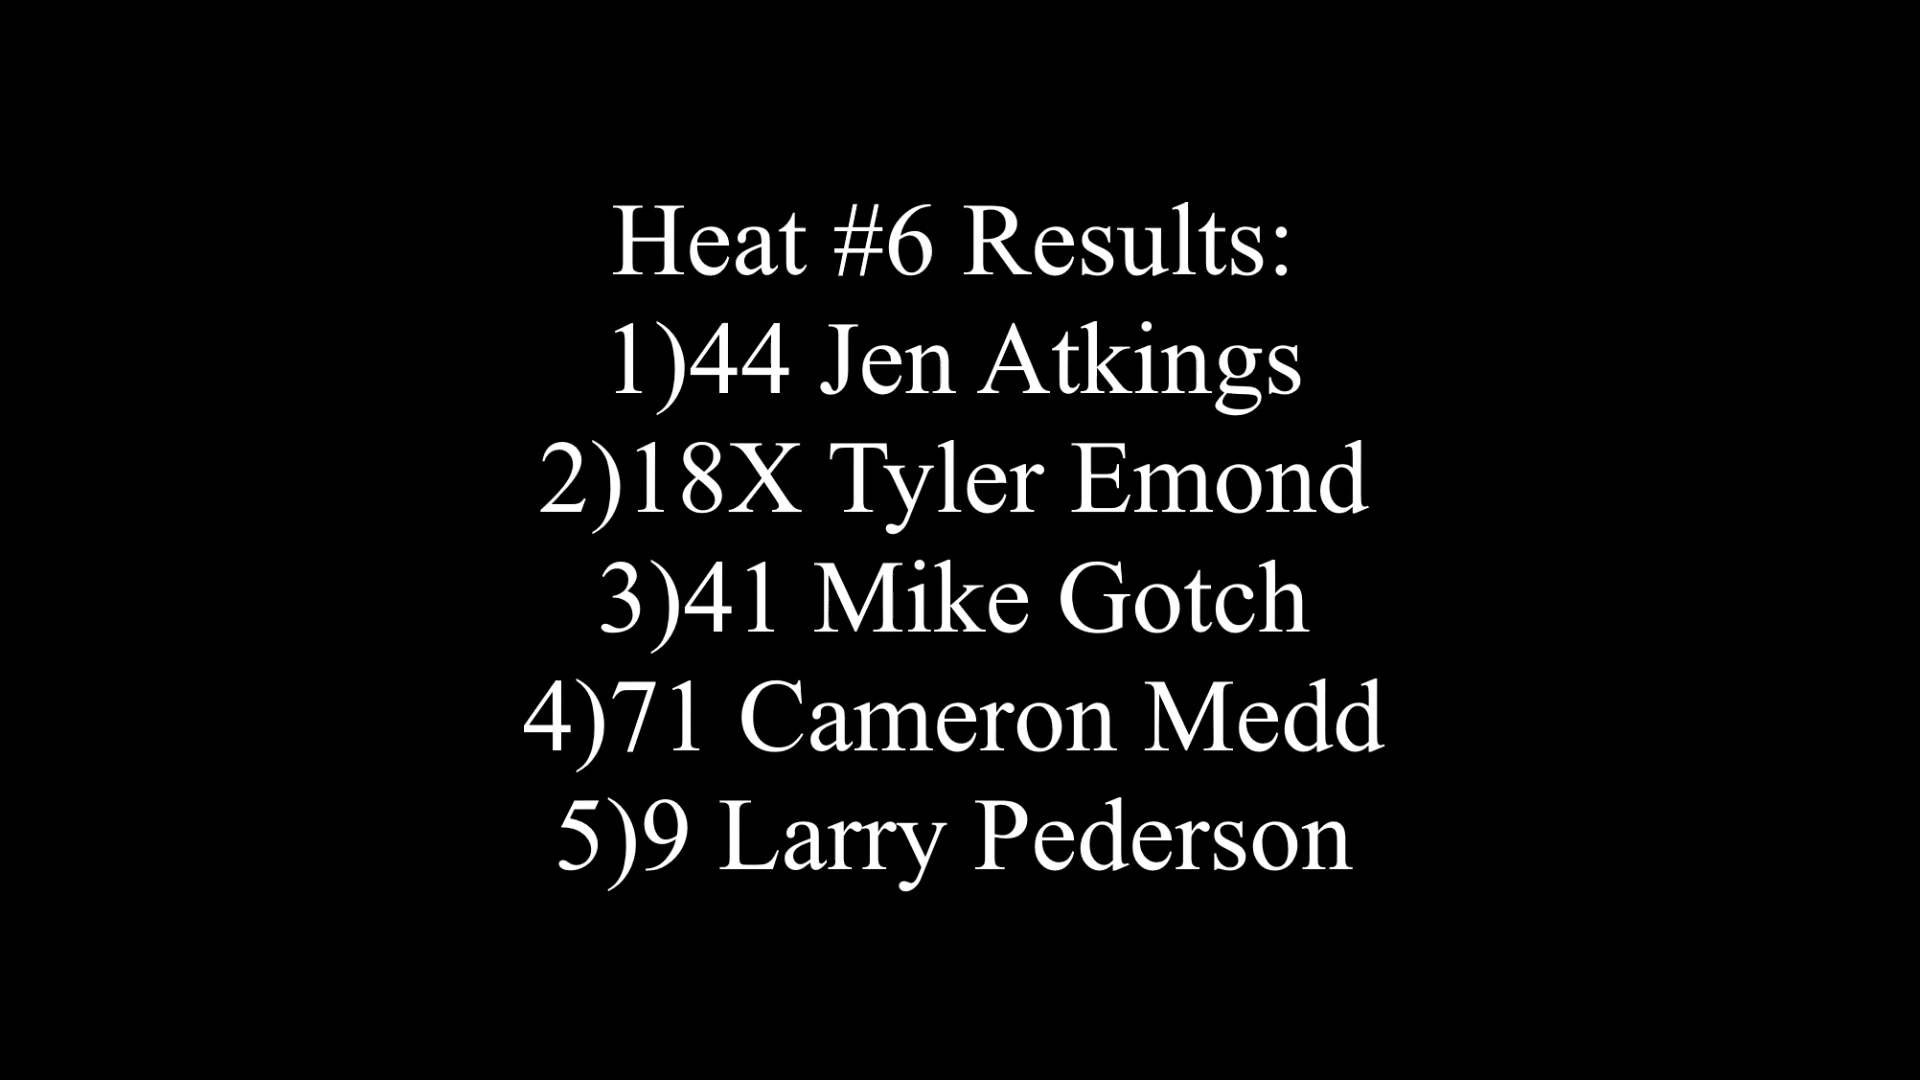 Heat #6 Results:
1)44 Jen Atkings
2)18X Tyler Emond
3)41 Mike Gotch
4)71 Cameron Medd
5)9 Larry Pederson